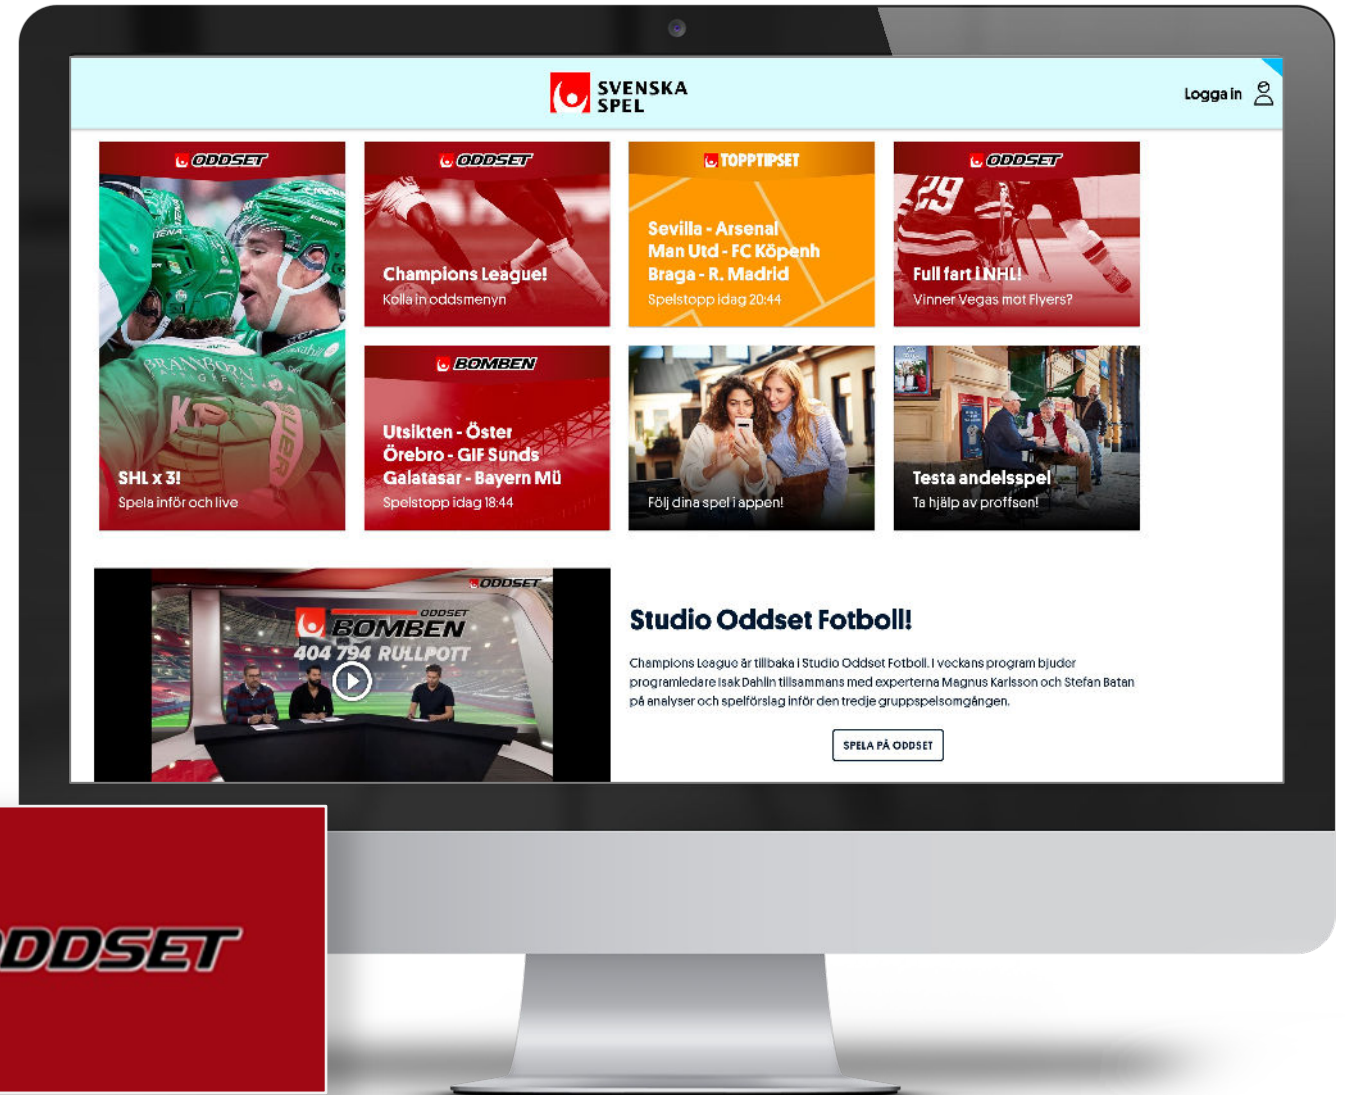 SVENSKA
SPEL
Logga in
ODDSET
SHL x 3!
Spela inför och live
ODDSET
Champions League!
Kolla in oddsmenyn
TOPPTIPSET
Sevilla - Arsenal
Man Utd - FC Köpenh
Braga - R. Madrid
Spelstopp idag 20:44
ODDSET
29
Full fart i NHL!
Vinner Vegas mot Flyers?
BOMBEN
Utsikten - Öster
Örebro - GIF Sunds
Galatasar - Bayern Mü
Spelstopp idag 18:44
Följ dina spel i appen!
Testa andelsspel
Ta hjälp av proffsen!
ODDSET
ODDSET
BOMBEN
404 794 RULLPOTT
Studio Oddset Fotboll!
Champions League är tillbaka i Studio Oddset Fotboll. I veckans program bjuder
programledare Isak Dahlin tillsammans med experterna Magnus Karlsson och Stefan Batan
på analyser och spelförslag inför den tredje gruppspelsomgången.
SPELA PÅ ODDSET
ODDSET